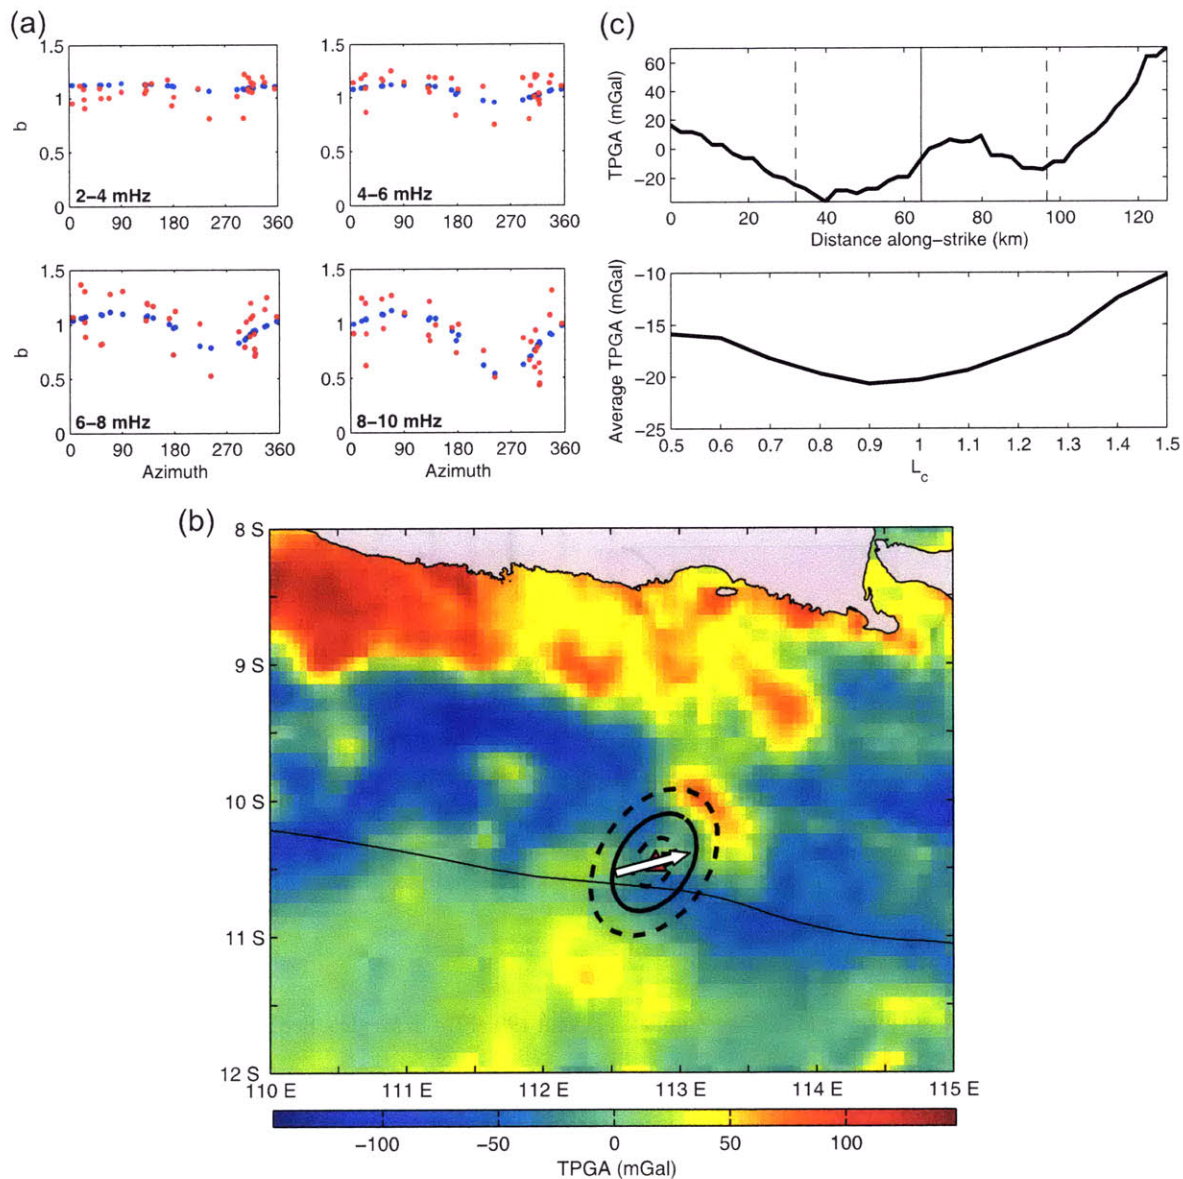 (a)
1.5
1
0.5
0
b
2−4 mHz
0 90 180 270 360
1.5
1
0.5
0
4−6 mHz
0 90 180 270 360
1.5
1
0.5
0
b
6−8 mHz
0 90 180 270 360
Azimuth
1.5
1
0.5
0
8−10 mHz
0 90 180 270 360
Azimuth
(c)
60
40
20
0
−20
TPGA (mGal)
0 20 40 60 80 100 120
Distance along−strike (km)
−10
−15
−20
−25
Average TPGA (mGal)
0.5 0.6 0.7 0.8 0.9 1 1.1 1.2 1.3 1.4 1.5
Lc
(b)
8 S
9 S
10 S
11 S
12 S
110 E 111 E 112 E 113 E 114 E 115 E
−100 −50 0 50 100
TPGA (mGal)